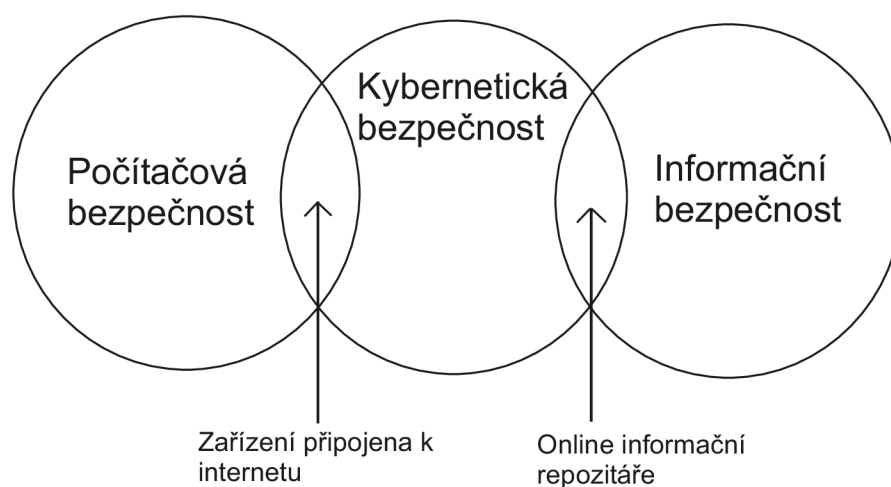 Počítačová
bezpečnost
Kybernetická
bezpečnost
Informační
bezpečnost
Zařízení připojena k
internetu
Online informační
repozitáře